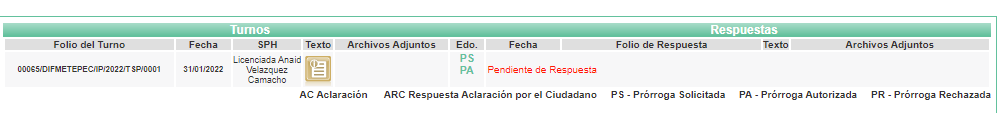 Turnos Respuestas
Folio del Turno Fecha SPH Texto Archivos Adjuntos Edo. Fecha Folio de Respuesta Texto Archivos Adjuntos
00065/DIFMETEPEC/IP/2022/TSP/0001 31/01/2022 Licenciada Anaid Velazquez Camacho PS PA Pendiente de Respuesta
AC Aclaración ARC Respuesta Aclaración por el Ciudadano PS - Prórroga Solicitada PA - Prórroga Autorizada PR - Prórroga Rechazada